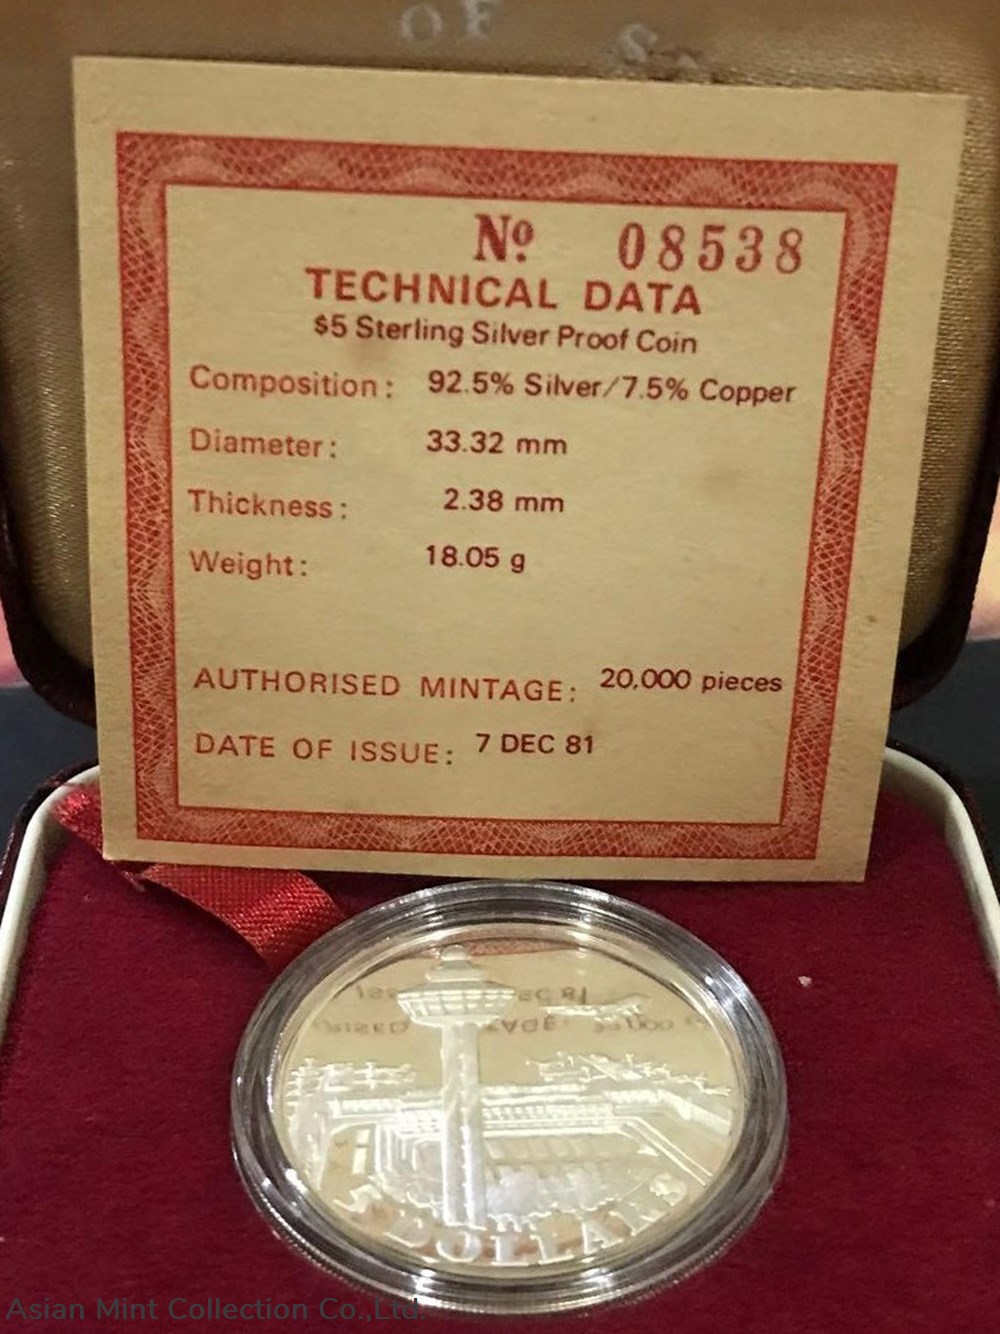 OF
Nº 08538
TECHNICAL DATA
$5 Sterling Silver Proof Coin
Composition: 92.5% Silver/7.5% Copper
Diameter: 33.32 mm
Thickness: 2.38 mm
Weight: 18.05 g
AUTHORISED MINTAGE: 20,000 pieces
DATE OF ISSUE: 7 DEC 81
5 DOLLARS
Asian Mint Collection Co.,Ltd.